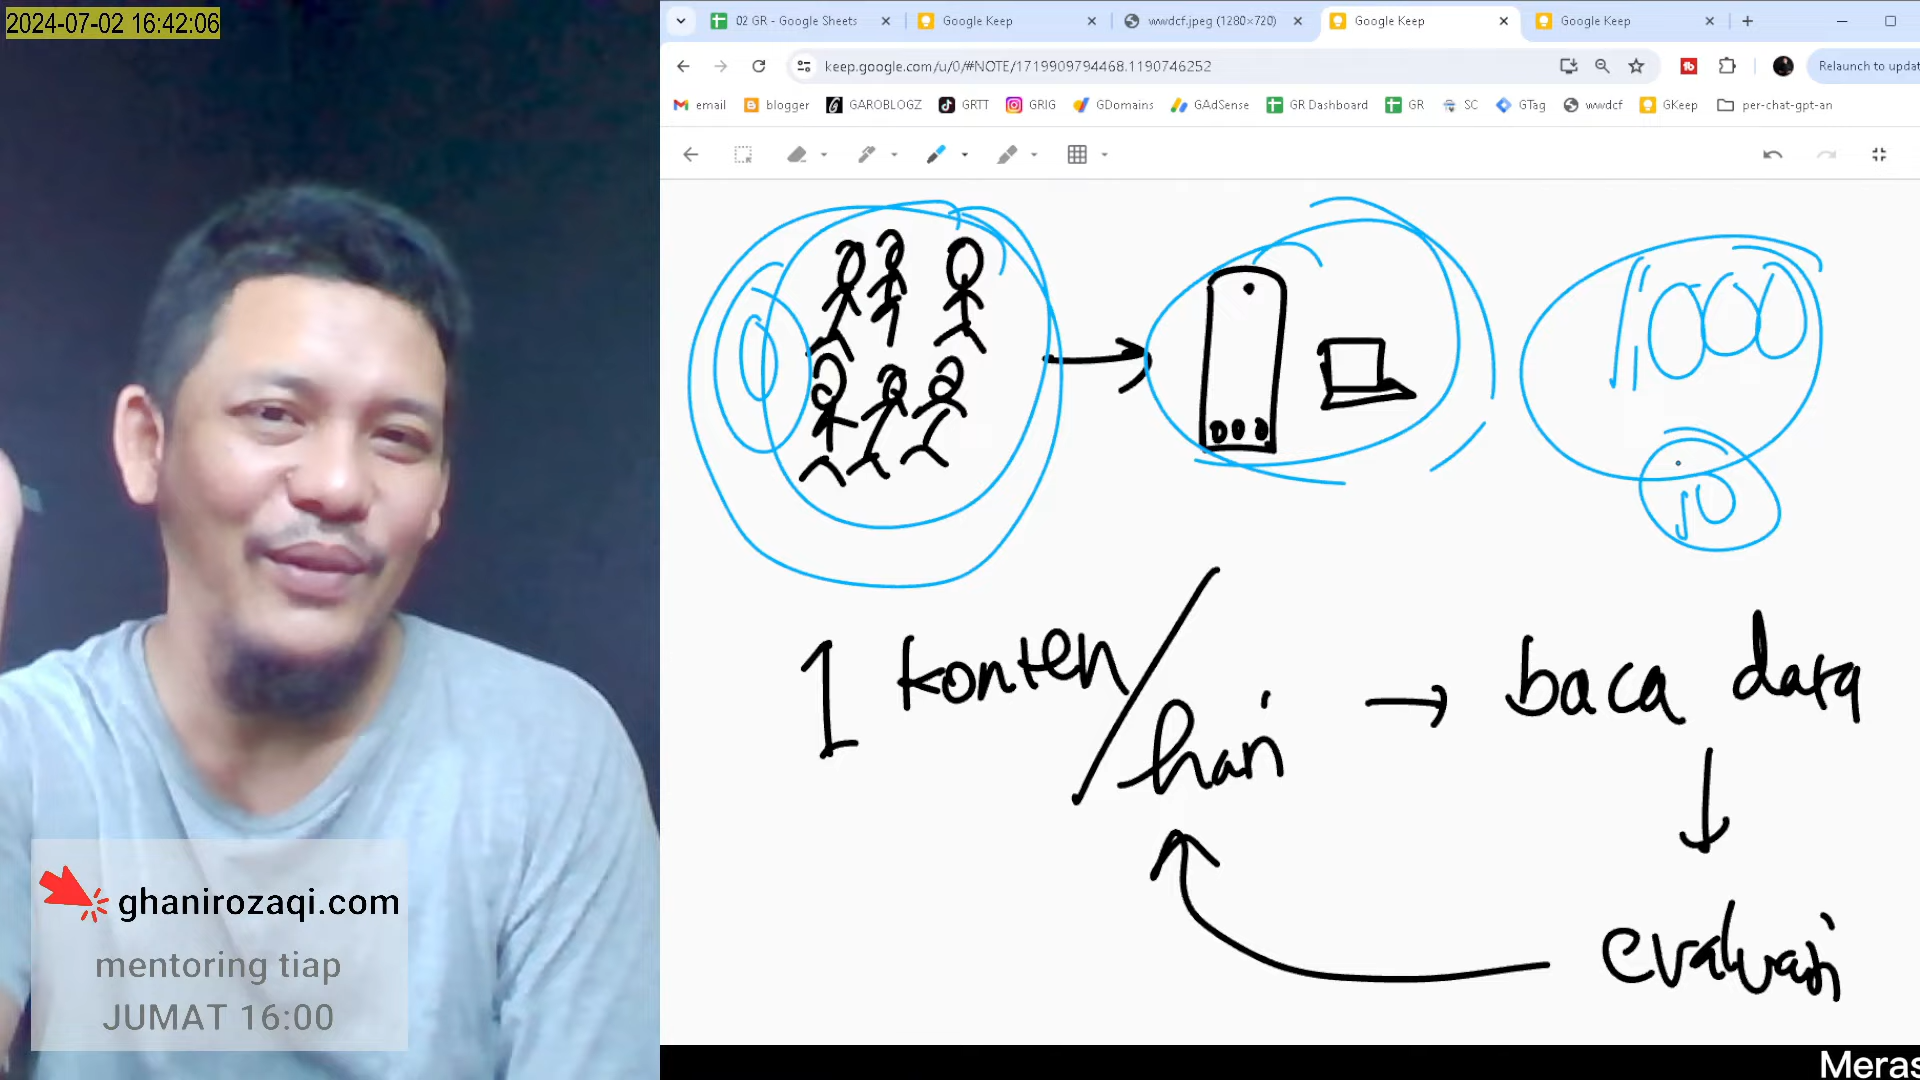 2024-07-02 16:42:06
02 GR - Google Sheets
Google Keep
wwdcf.jpeg (1280×720)
Google Keep
Google Keep
keep.google.com/u/0/#NOTE/1719909794468.1190746252
Relaunch to updat
email
blogger
GAROBLOGZ
GRTT
GRIG
GDomains
GAdSense
GR Dashboard
GR
SC
GTag
wwdcf
GKeep
per-chat-gpt-an
10
1 konten/
hari
→ baca data
evaluasi
ghanirozaqi.com
mentoring tiap
JUMAT 16:00
Meras